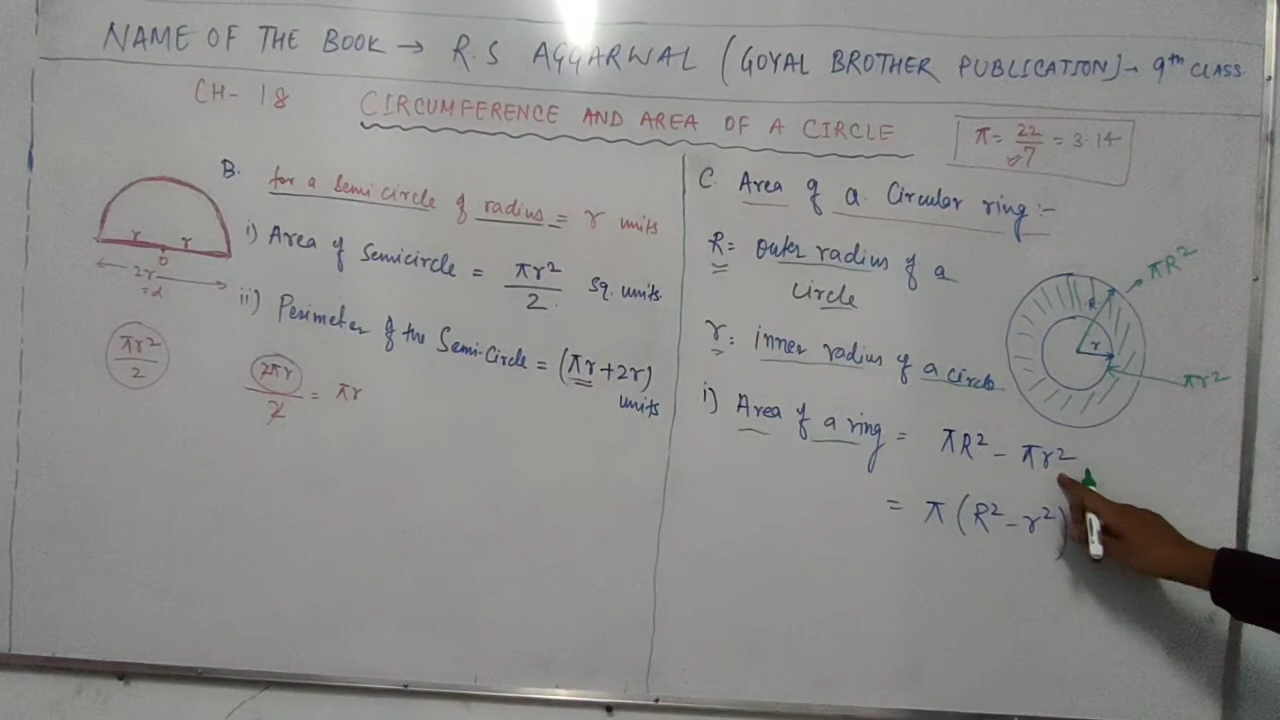 NAME OF THE BOOK → R.S AGGARWAL (GOYAL BROTHER PUBLICATION) → 9th CLASS
CH- 18 CIRCUMFERENCE AND AREA OF A CIRCLE
π = 22/7 = 3.14
B. for a semi circle of radius = r units
i) Area of semicircle = πr²/2 sq. units
ii) Perimeter of the Semi-Circle = (πr+2r)
units
r r
O
2r
=d
πr²/2
2πr/2 = πr
C. Area of a Circular ring :-
R = outer radius of a
circle
r = inner radius of a circle
i) Area of a ring = πR² - πr²
= π(R² - r²)
πR²
R
r
πr²